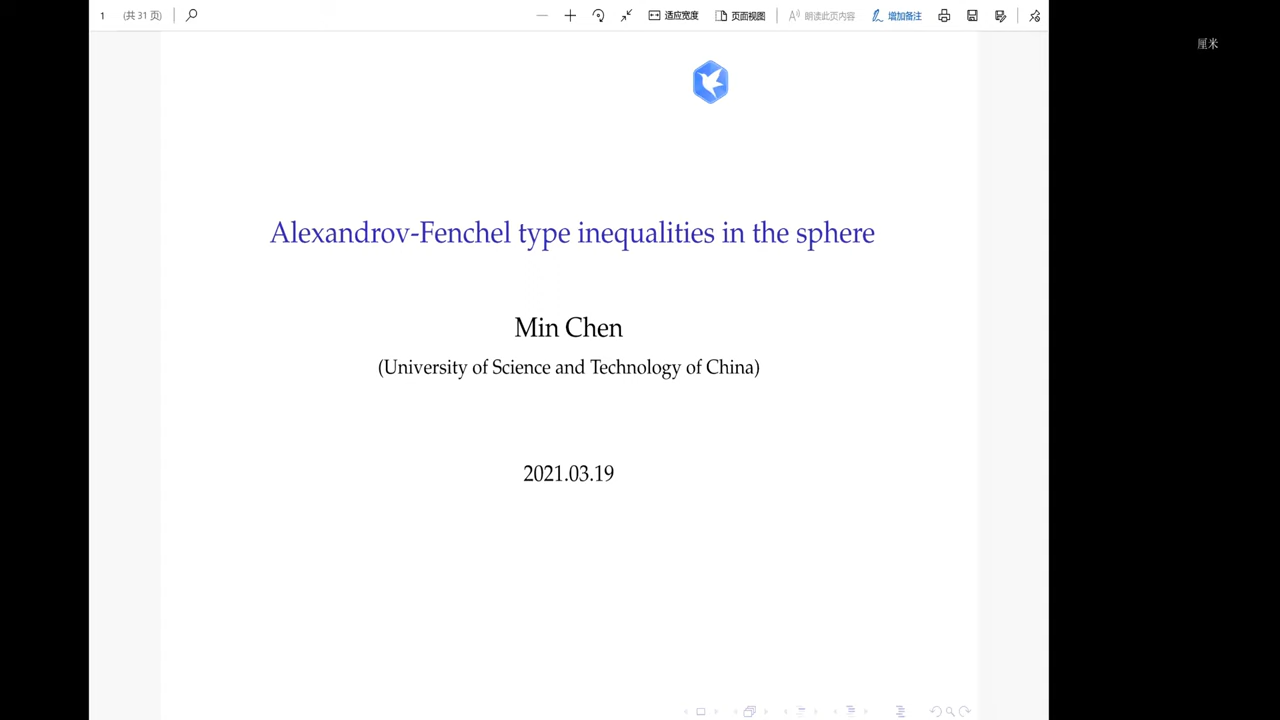 1 (共 31 页) 适应宽度 页面视图 A 朗读此页内容 增加备注
厘米
Alexandrov-Fenchel type inequalities in the sphere
Min Chen
(University of Science and Technology of China)
2021.03.19